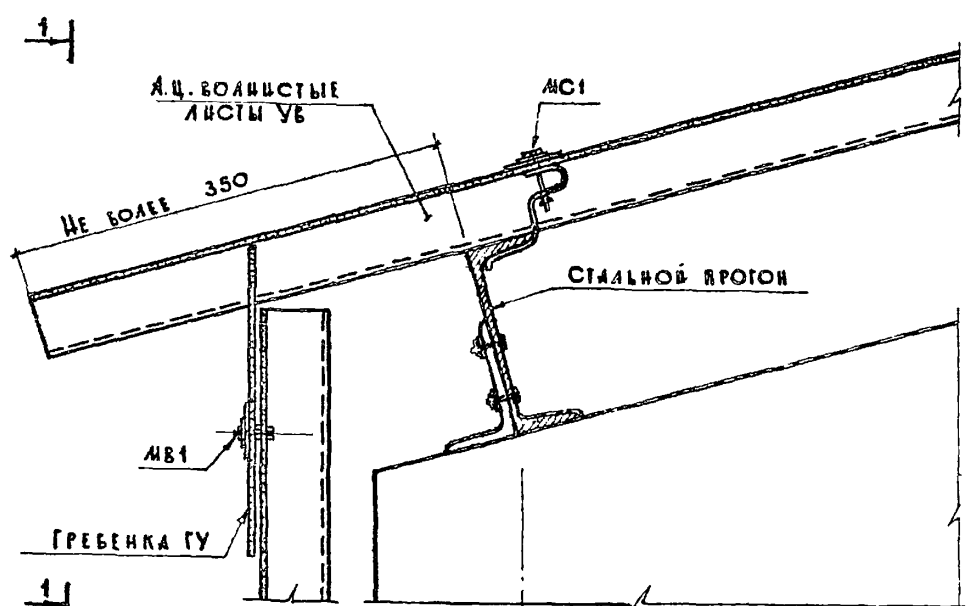 1
А.Ц. ВОЛНИСТЫЕ
ЛИСТЫ УВ
МС1
НЕ БОЛЕЕ 350
СТАЛЬНОЙ ПРОГОН
МВ1
ГРЕБЕНКА ГУ
1